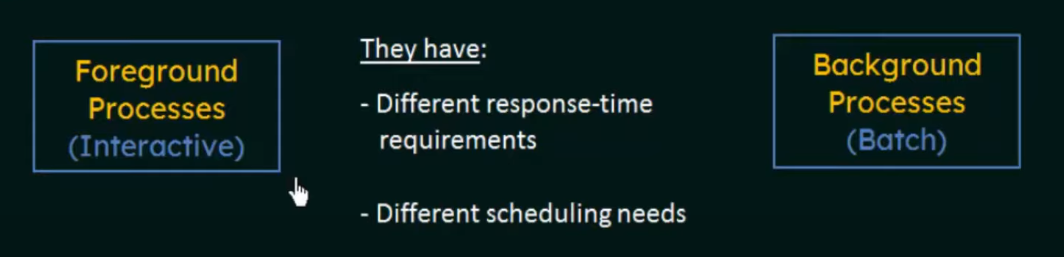 Foreground
Processes
(Interactive)
They have:
- Different response-time
requirements
- Different scheduling needs
Background
Processes
(Batch)